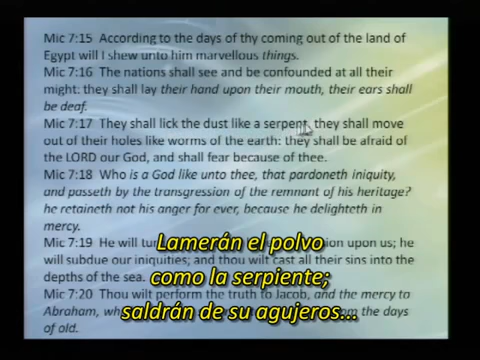 Mic 7:15 According to the days of thy coming out of the land of
Egypt will I shew unto him marvellous things.
Mic 7:16 The nations shall see and be confounded at all their
might: they shall lay their hand upon their mouth, their ears shall
be deaf.
Mic 7:17 They shall lick the dust like a serpent, they shall move
out of their holes like worms of the earth: they shall be afraid of
the LORD our God, and shall fear because of thee.
Mic 7:18 Who is a God like unto thee, that pardoneth iniquity,
and passeth by the transgression of the remnant of his heritage?
he retaineth not his anger for ever, because he delighteth in
mercy.
Mic 7:19 He will upon us; he
will subdue our iniquities; and thou wilt cast all their sins into the
depths of the sea.
Mic 7:20 Thou wilt perform the truth to Jacob, and the mercy to
Abraham, the days
of old.
Lamerán el polvo
como la serpiente;
saldrán de su agujeros...